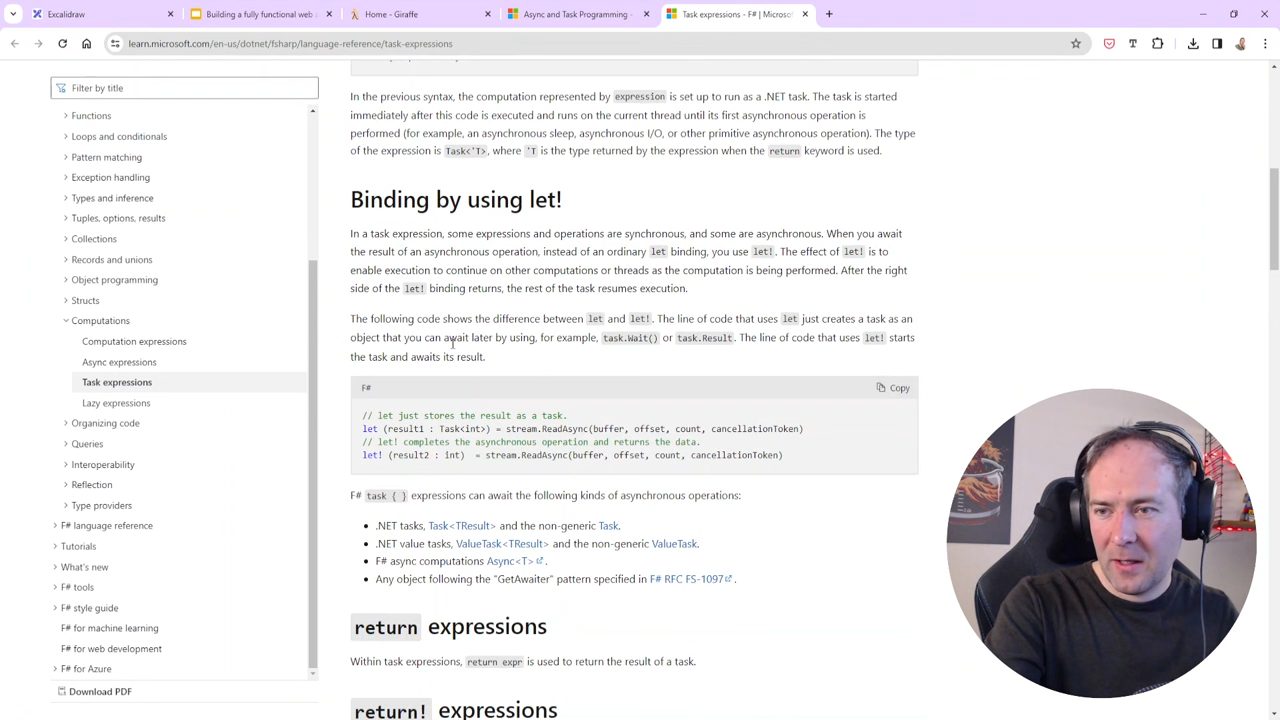 Excalidraw
Building a fully functional web a
Home - Giraffe
Async and Task Programming -
Task expressions - F# | Microsof
learn.microsoft.com/en-us/dotnet/fsharp/language-reference/task-expressions
Filter by title
Functions
Loops and conditionals
Pattern matching
Exception handling
Types and inference
Tuples, options, results
Collections
Records and unions
Object programming
Structs
Computations
Computation expressions
Async expressions
Task expressions
Lazy expressions
Organizing code
Queries
Interoperability
Reflection
Type providers
F# language reference
Tutorials
What's new
F# tools
F# style guide
F# for machine learning
F# for web development
F# for Azure
Download PDF
In the previous syntax, the computation represented by expression is set up to run as a .NET task. The task is started
immediately after this code is executed and runs on the current thread until its first asynchronous operation is
performed (for example, an asynchronous sleep, asynchronous I/O, or other primitive asynchronous operation). The type
of the expression is Task<'T>, where 'T is the type returned by the expression when the return keyword is used.
Binding by using let!
In a task expression, some expressions and operations are synchronous, and some are asynchronous. When you await
the result of an asynchronous operation, instead of an ordinary let binding, you use let!. The effect of let! is to
enable execution to continue on other computations or threads as the computation is being performed. After the right
side of the let! binding returns, the rest of the task resumes execution.
The following code shows the difference between let and let!. The line of code that uses let just creates a task as an
object that you can await later by using, for example, task.Wait() or task.Result. The line of code that uses let! starts
the task and awaits its result.
F#
Copy
// let just stores the result as a task.
let (result1 : Task<int>) = stream.ReadAsync(buffer, offset, count, cancellationToken)
// let! completes the asynchronous operation and returns the data.
let! (result2 : int)  = stream.ReadAsync(buffer, offset, count, cancellationToken)
F# task { } expressions can await the following kinds of asynchronous operations:
• .NET tasks, Task<TResult> and the non-generic Task.
• .NET value tasks, ValueTask<TResult> and the non-generic ValueTask.
• F# async computations Async<T>.
• Any object following the "GetAwaiter" pattern specified in F# RFC FS-1097.
return expressions
Within task expressions, return expr is used to return the result of a task.
return! expressions